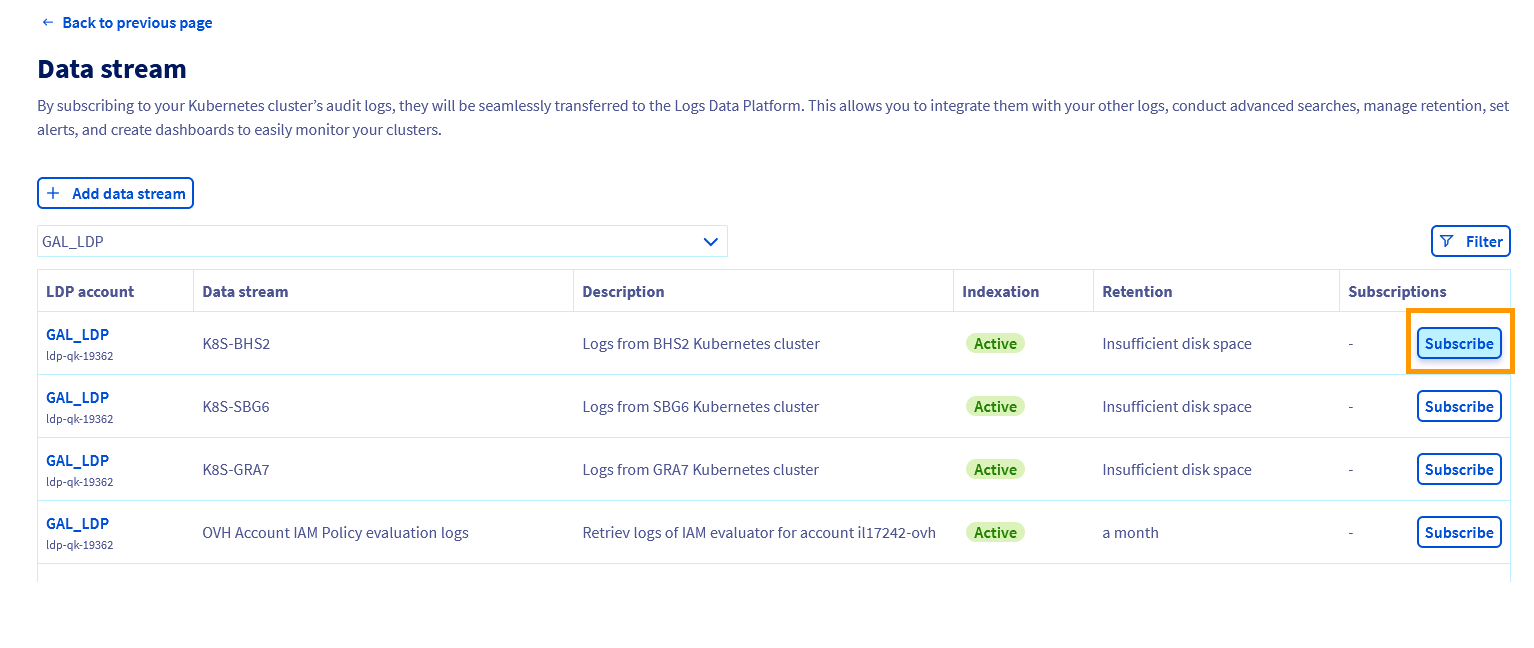 ← Back to previous page
Data stream
By subscribing to your Kubernetes cluster’s audit logs, they will be seamlessly transferred to the Logs Data Platform. This allows you to integrate them with your other logs, conduct advanced searches, manage retention, set
alerts, and create dashboards to easily monitor your clusters.
+ Add data stream
GAL_LDP
Filter
LDP account Data stream Description Indexation Retention Subscriptions
GAL_LDP
ldp-qk-19362
K8S-BHS2 Logs from BHS2 Kubernetes cluster Active Insufficient disk space - Subscribe
GAL_LDP
ldp-qk-19362
K8S-SBG6 Logs from SBG6 Kubernetes cluster Active Insufficient disk space - Subscribe
GAL_LDP
ldp-qk-19362
K8S-GRA7 Logs from GRA7 Kubernetes cluster Active Insufficient disk space - Subscribe
GAL_LDP
ldp-qk-19362
OVH Account IAM Policy evaluation logs Retriev logs of IAM evaluator for account il17242-ovh Active a month - Subscribe